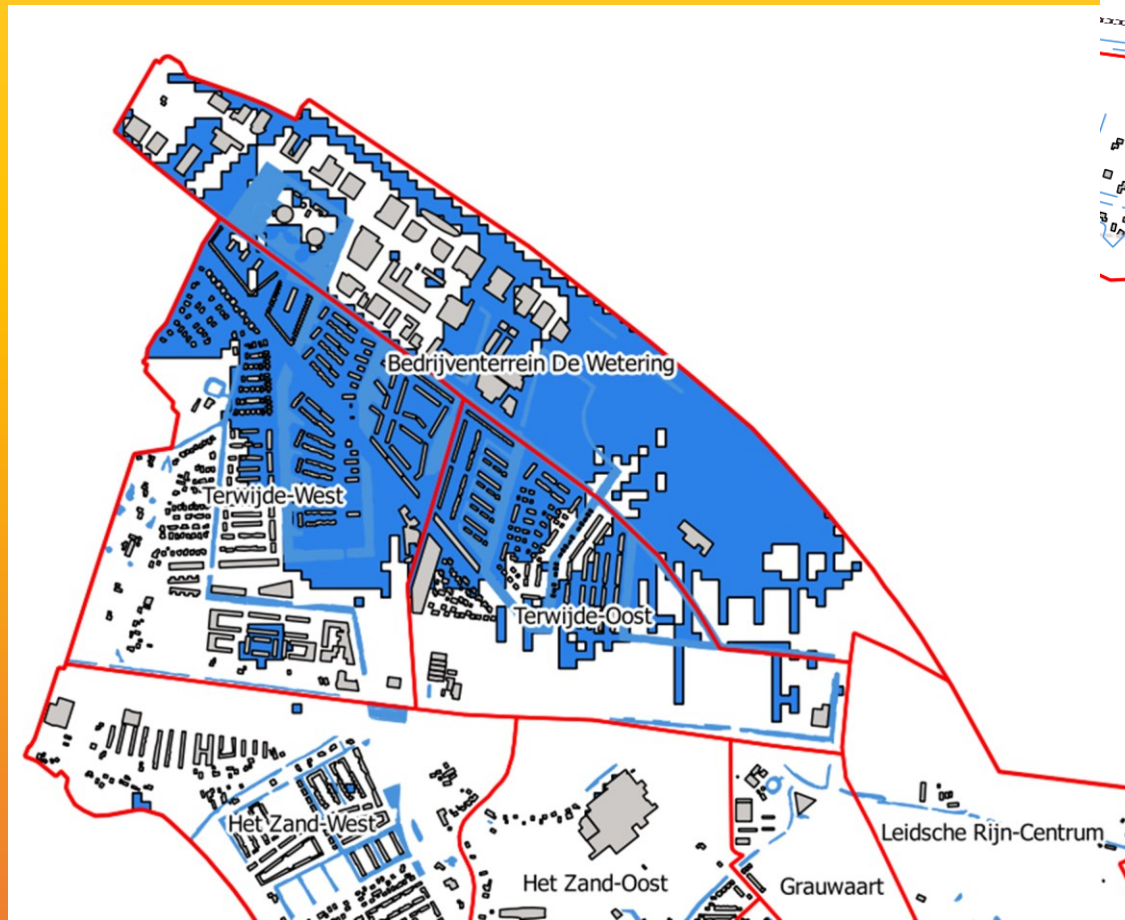 Bedrijventerrein De Wetering
Terwijde-West
Terwijde-Oost
Het Zand-West
Leidsche Rijn-Centrum
Het Zand-Oost
Grauwaart